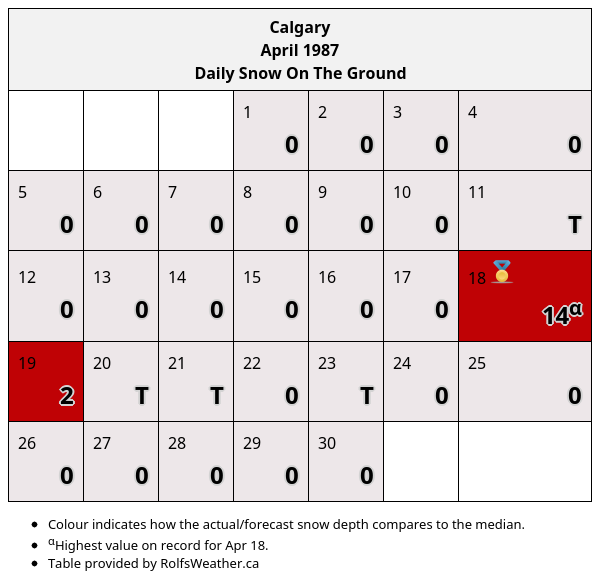 Calgary
April 1987
Daily Snow On The Ground
1 2 3 4
0 0 0 0
5 6 7 8 9 10 11
0 0 0 0 0 0 T
12 13 14 15 16 17 18
0 0 0 0 0 0 14α
19 20 21 22 23 24 25
2 T T 0 T 0 0
26 27 28 29 30
0 0 0 0 0
• Colour indicates how the actual/forecast snow depth compares to the median.
• αHighest value on record for Apr 18.
• Table provided by RolfsWeather.ca